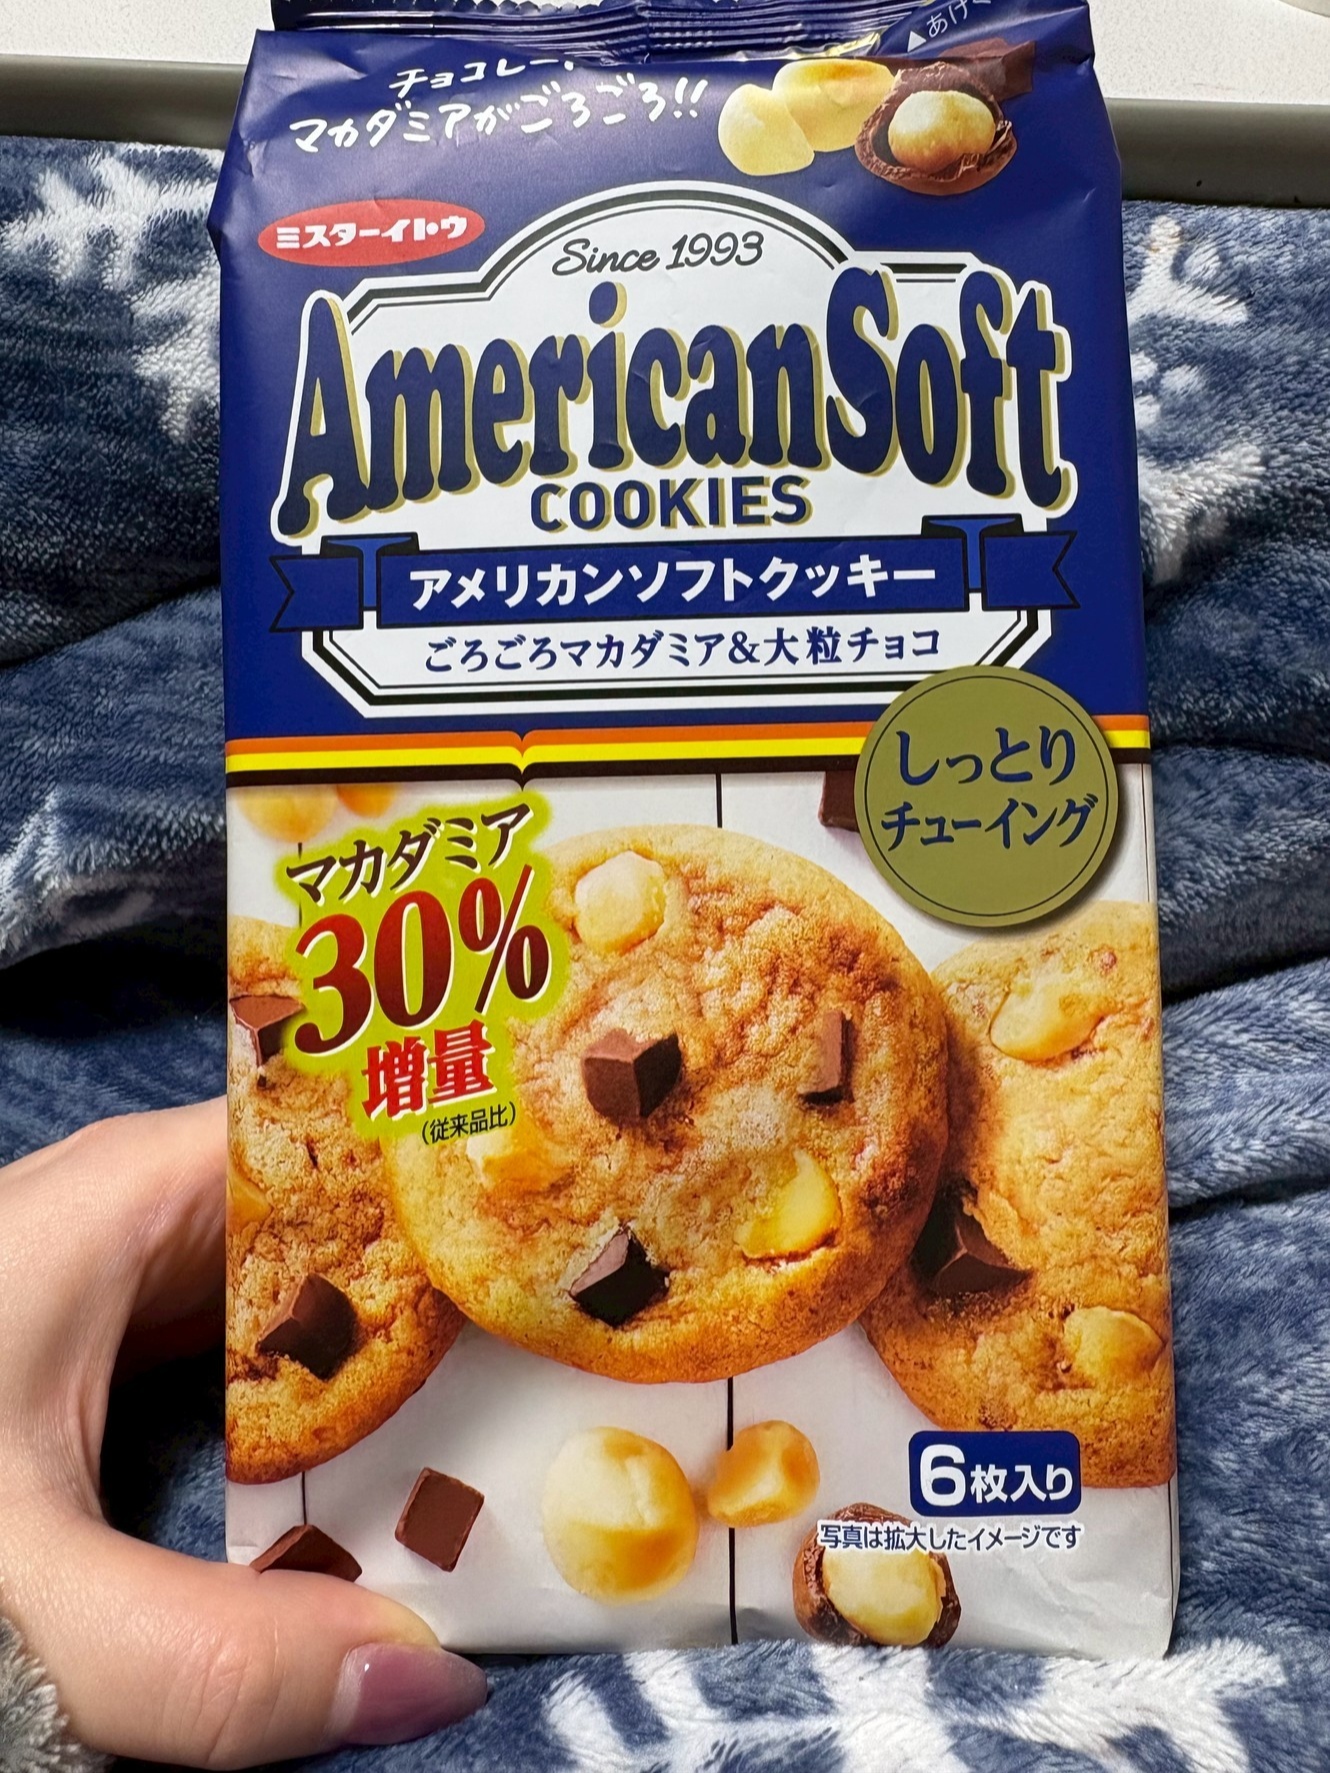 ▲あけ
チョコレー
マカダミアがごろごろ!!
ミスターイトウ
Since 1993
American Soft
COOKIES
アメリカンソフトクッキー
ごろごろマカダミア&大粒チョコ
しっとり
チューイング
マカダミア
30%
増量
(従来品比)
6枚入り
写真は拡大したイメージです